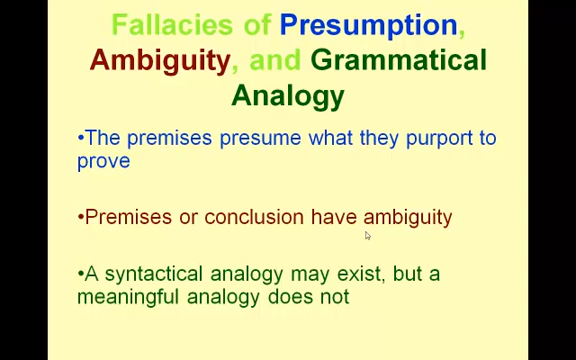 Fallacies of Presumption,
Ambiguity, and Grammatical
Analogy
•The premises presume what they purport to
prove
•Premises or conclusion have ambiguity
•A syntactical analogy may exist, but a
meaningful analogy does not